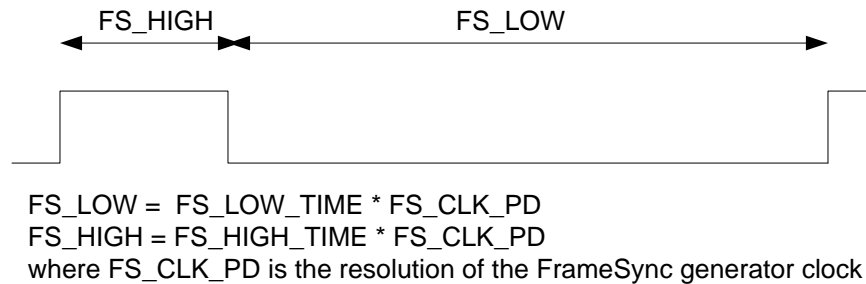 FS_HIGH FS_LOW
FS_LOW = FS_LOW_TIME * FS_CLK_PD
FS_HIGH = FS_HIGH_TIME * FS_CLK_PD
where FS_CLK_PD is the resolution of the FrameSync generator clock